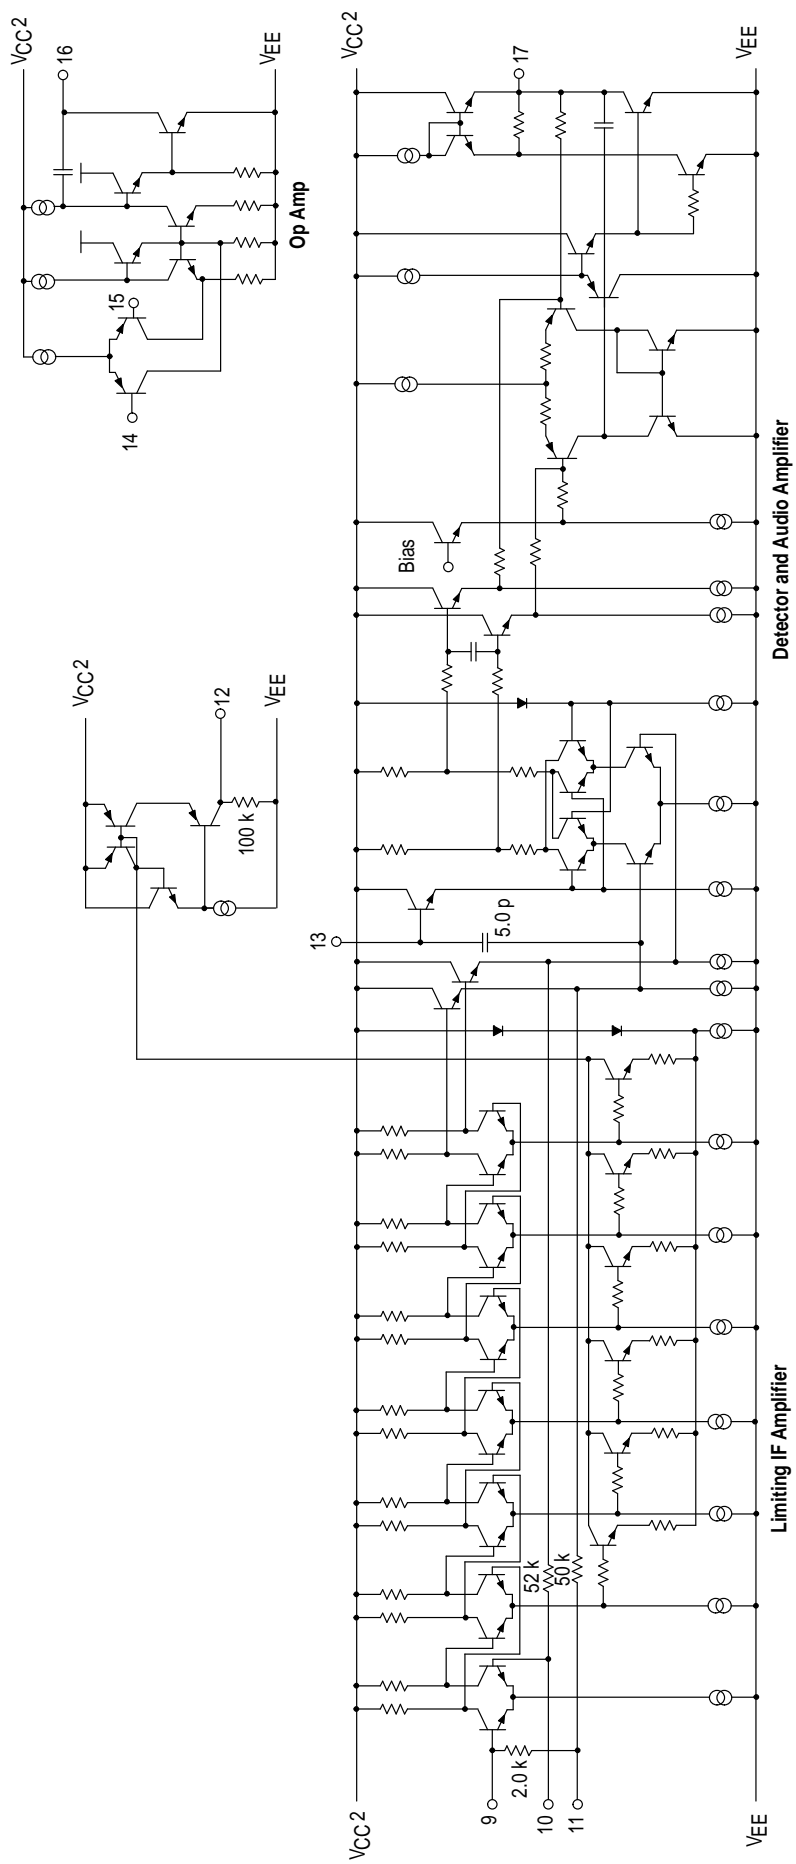 VCC2
16
VEE
Op Amp
15
14
VCC2
12
VEE
100 k
VCC2
17
VEE
Bias
Detector and Audio Amplifier
13
5.0 p
52 k
50 k
Limiting IF Amplifier
9
2.0 k
10
11
VCC2
VEE